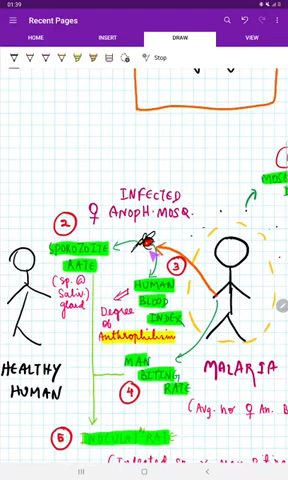 01:39
Recent Pages
HOME
INSERT
DRAW
VIEW
Stop
INFECTED
♀ ANOPH. MOSQ.
②
SPOROZOITE
RATE
(Sp. @
Saliv.
gland)
③
HUMAN
BLOOD
INDEX
Degree
of
Anthrophilism
MAN
BITING
RATE
④
HEALTHY
HUMAN
MALARIA
(Avg. no ♀ An.
⑤
INOCULAT RATE